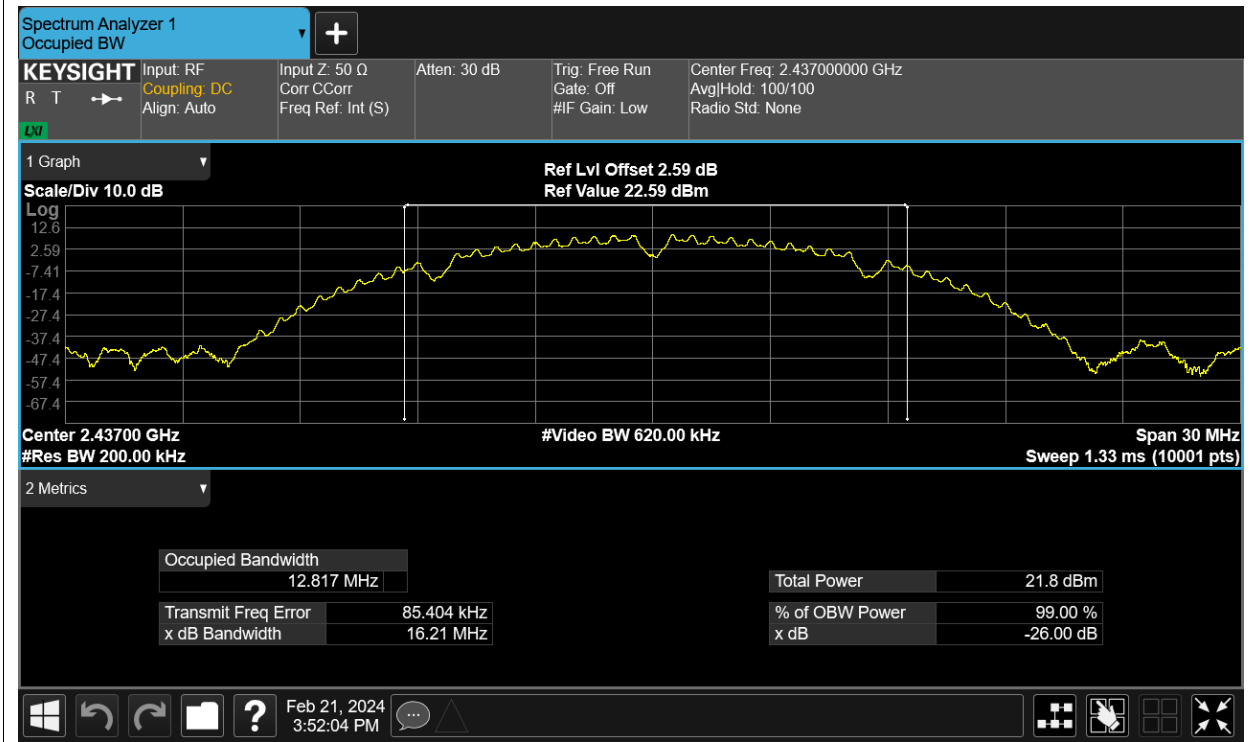 Spectrum Analyzer 1
Occupied BW
+
KEYSIGHT
R T
LXI
Input: RF
Coupling: DC
Align: Auto
Input Z: 50 Ω
Corr CCorr
Freq Ref: Int (S)
Atten: 30 dB
Trig: Free Run
Gate: Off
#IF Gain: Low
Center Freq: 2.437000000 GHz
Avg|Hold: 100/100
Radio Std: None
1 Graph
Scale/Div 10.0 dB
Ref Lvl Offset 2.59 dB
Ref Value 22.59 dBm
Log
12.6
2.59
-7.41
-17.4
-27.4
-37.4
-47.4
-57.4
-67.4
Center 2.43700 GHz
#Video BW 620.00 kHz
Span 30 MHz
#Res BW 200.00 kHz
Sweep 1.33 ms (10001 pts)
2 Metrics
Occupied Bandwidth
12.817 MHz
Total Power 21.8 dBm
Transmit Freq Error 85.404 kHz
% of OBW Power 99.00 %
x dB Bandwidth 16.21 MHz
x dB -26.00 dB
?
Feb 21, 2024
3:52:04 PM